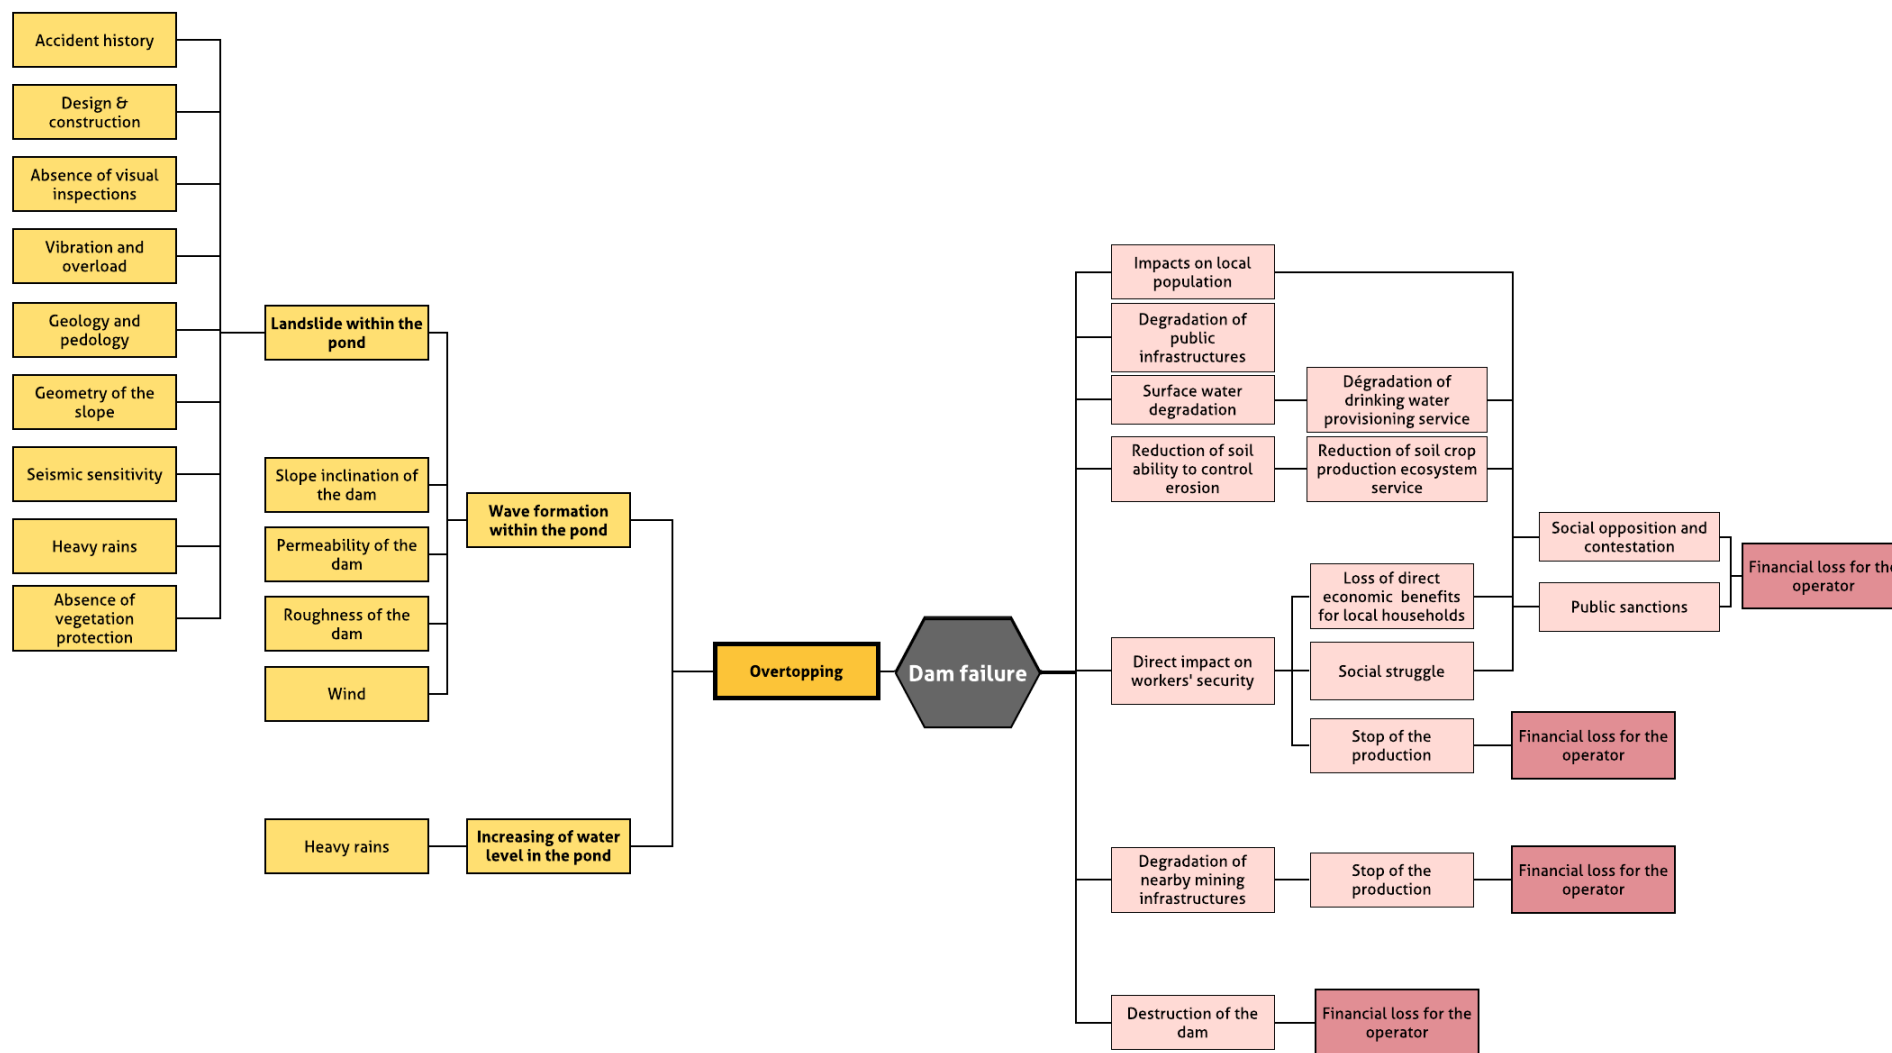 Accident history
Design &
construction
Absence of visual
inspections
Vibration and
overload
Geology and
pedology
Geometry of the
slope
Seismic sensitivity
Heavy rains
Absence of
vegetation
protection
Landslide within the
pond
Slope inclination of
the dam
Permeability of the
dam
Roughness of the
dam
Wind
Heavy rains
Wave formation
within the pond
Increasing of water
level in the pond
Overtopping
Dam failure
Impacts on local
population
Degradation of
public
infrastructures
Surface water
degradation
Dégradation of
drinking water
provisioning service
Reduction of soil
ability to control
erosion
Reduction of soil crop
production ecosystem
service
Direct impact on
workers' security
Loss of direct
economic benefits
for local households
Social struggle
Stop of the
production
Financial loss for the
operator
Social opposition and
contestation
Public sanctions
Financial loss for the
operator
Degradation of
nearby mining
infrastructures
Stop of the
production
Financial loss for the
operator
Destruction of the
dam
Financial loss for the
operator